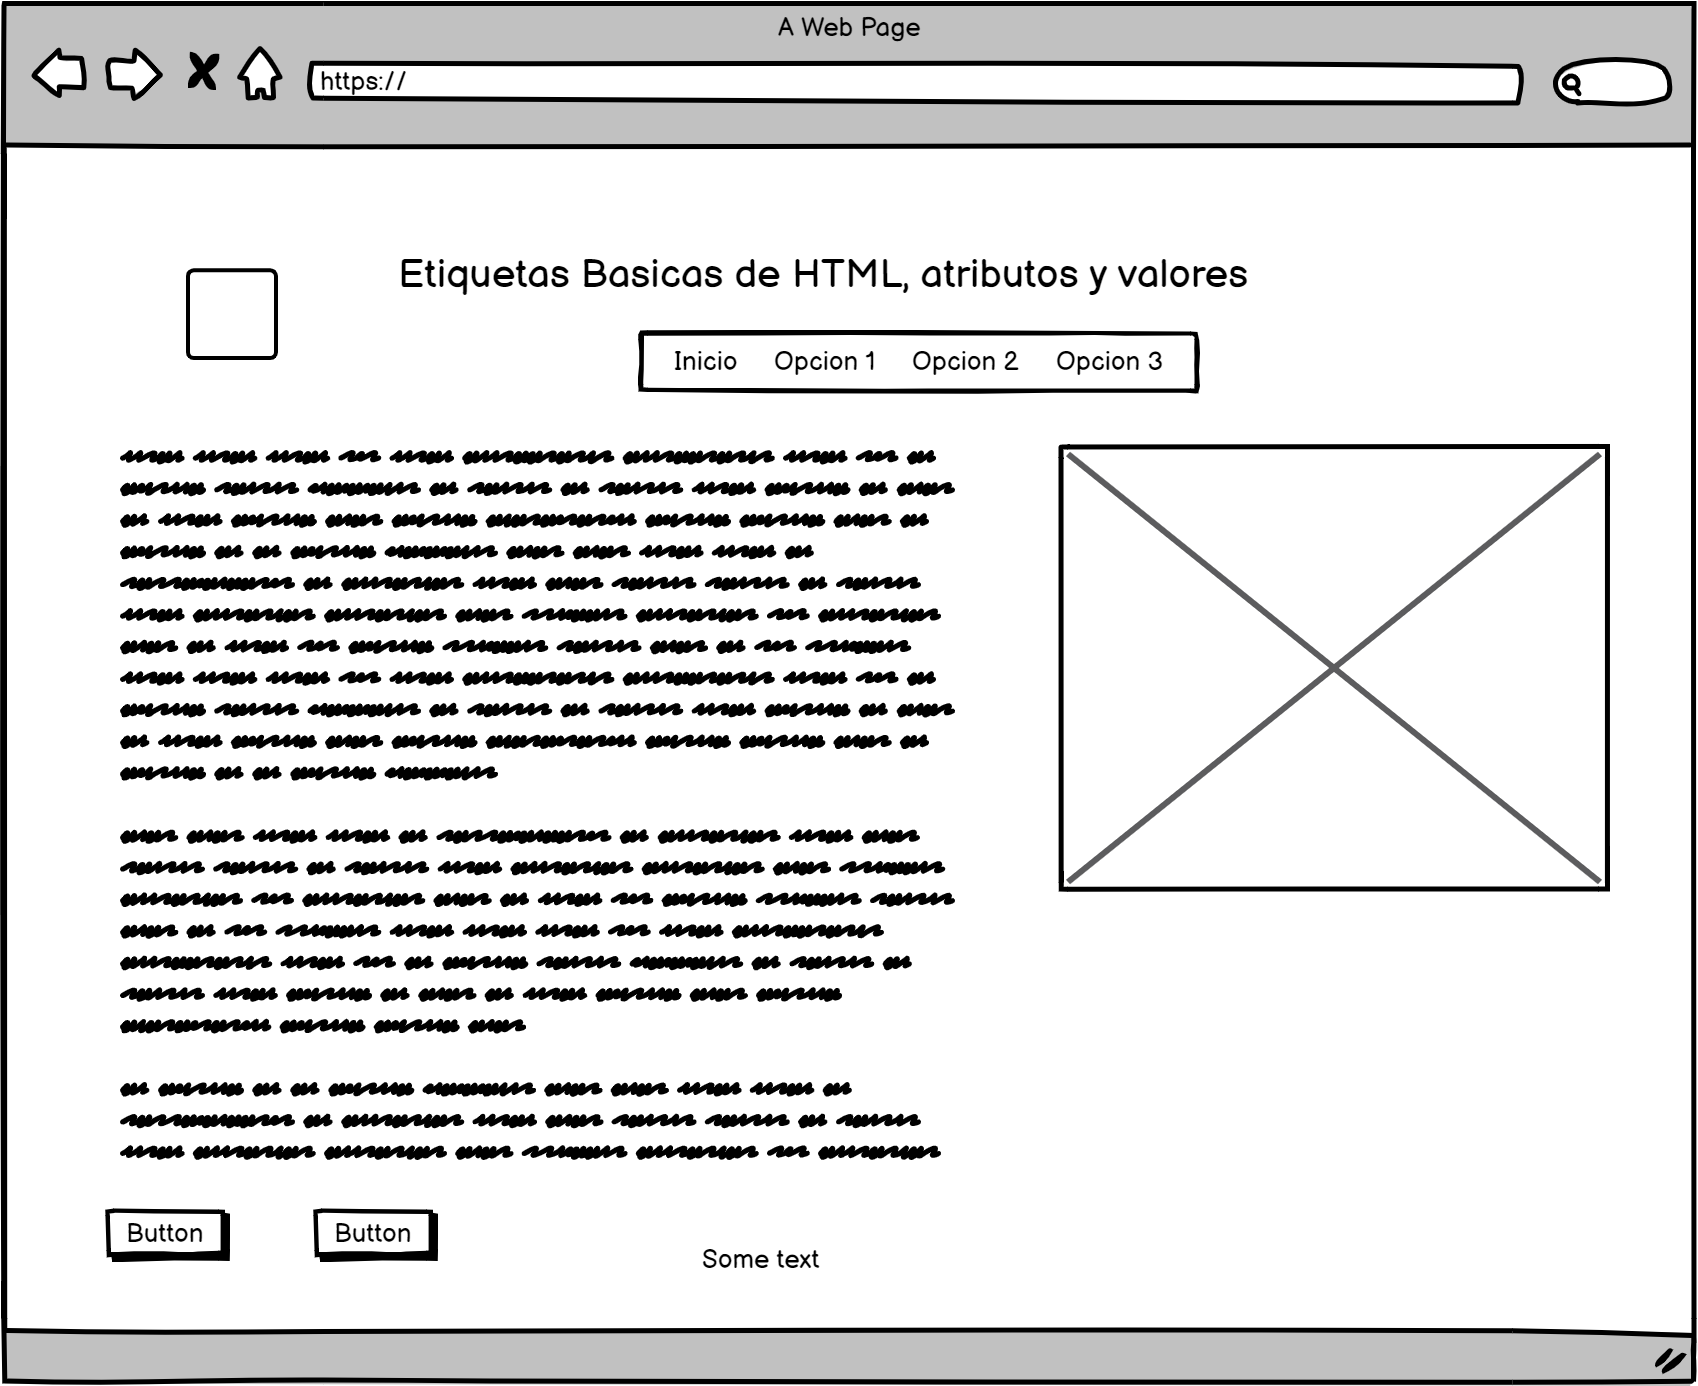 A Web Page
https://
Etiquetas Basicas de HTML, atributos y valores
Inicio Opcion 1 Opcion 2 Opcion 3
Button Button
Some text